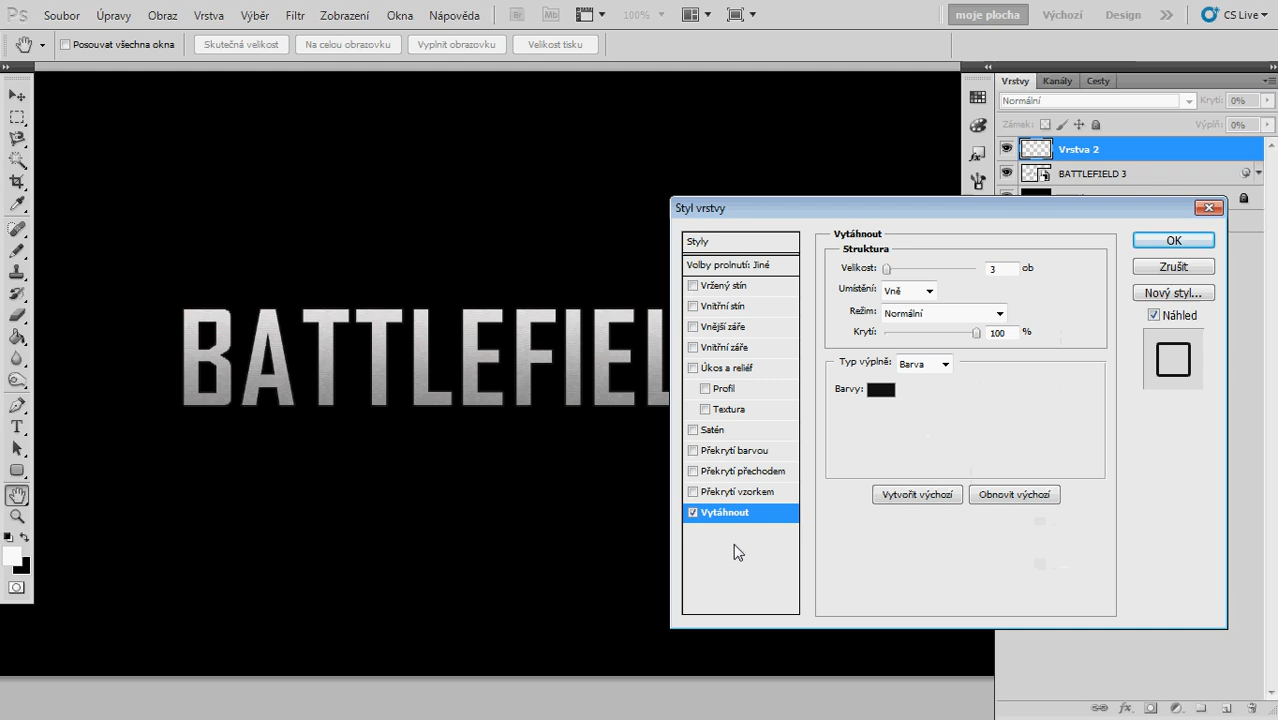 Ps Soubor Úpravy Obraz Vrstva Výběr Filtr Zobrazení Okna Nápověda Br Mb 100% moje plocha Výchozí Design CS Live
Posouvat všechna okna Skutečná velikost Na celou obrazovku Vyplnit obrazovku Velikost tisku
Vrstvy Kanály Cesty
Normální Krytí: 0%
Zámek: Výplň: 0%
Vrstva 2
BATTLEFIELD 3
BATTLEFIEL
Styl vrstvy
Styly
Volby prolnutí: Jiné
Vržený stín
Vnitřní stín
Vnější záře
Vnitřní záře
Úkos a reliéf
Profil
Textura
Satén
Překrytí barvou
Překrytí přechodem
Překrytí vzorkem
Vytáhnout
Vytáhnout
Struktura
Velikost: 3 ob
Umístění: Vně
Režim: Normální
Krytí: 100 %
Typ výplně: Barva
Barvy:
Vytvořit výchozí Obnovit výchozí
OK
Zrušit
Nový styl...
Náhled